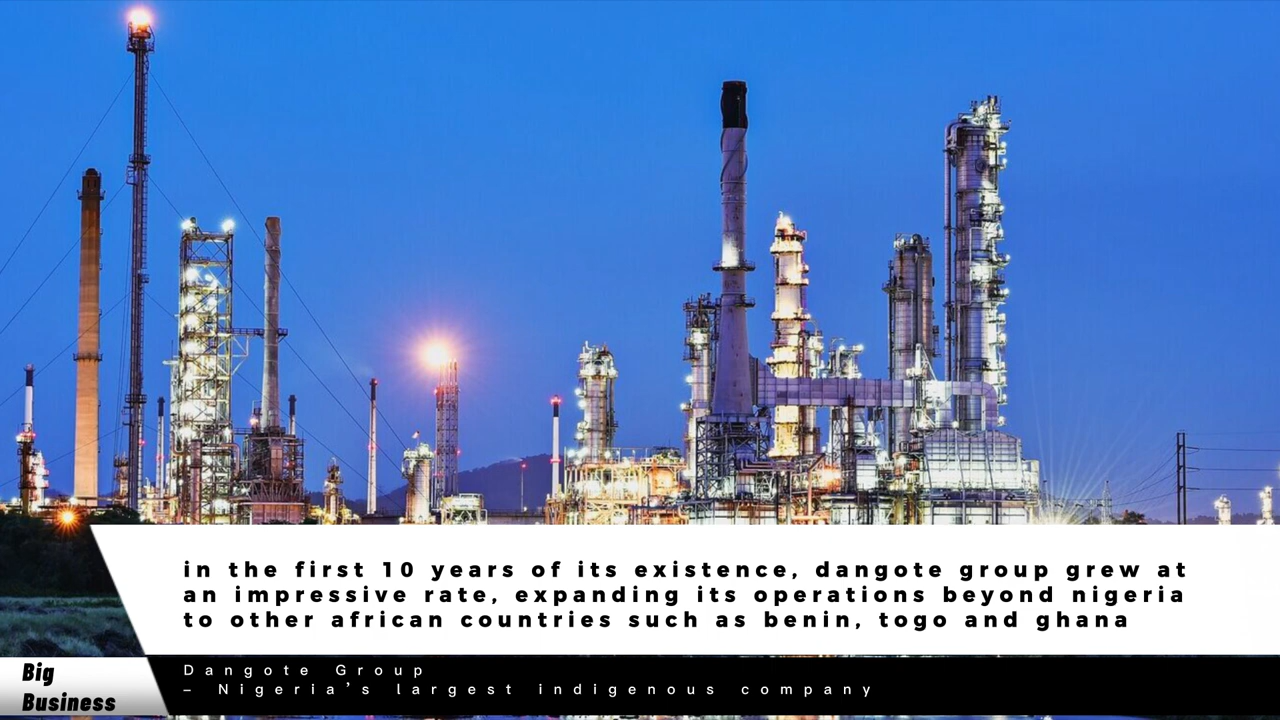 in the first 10 years of its existence, dangote group grew at
an impressive rate, expanding its operations beyond nigeria
to other african countries such as benin, togo and ghana
Big
Business
Dangote Group
– Nigeria's largest indigenous company